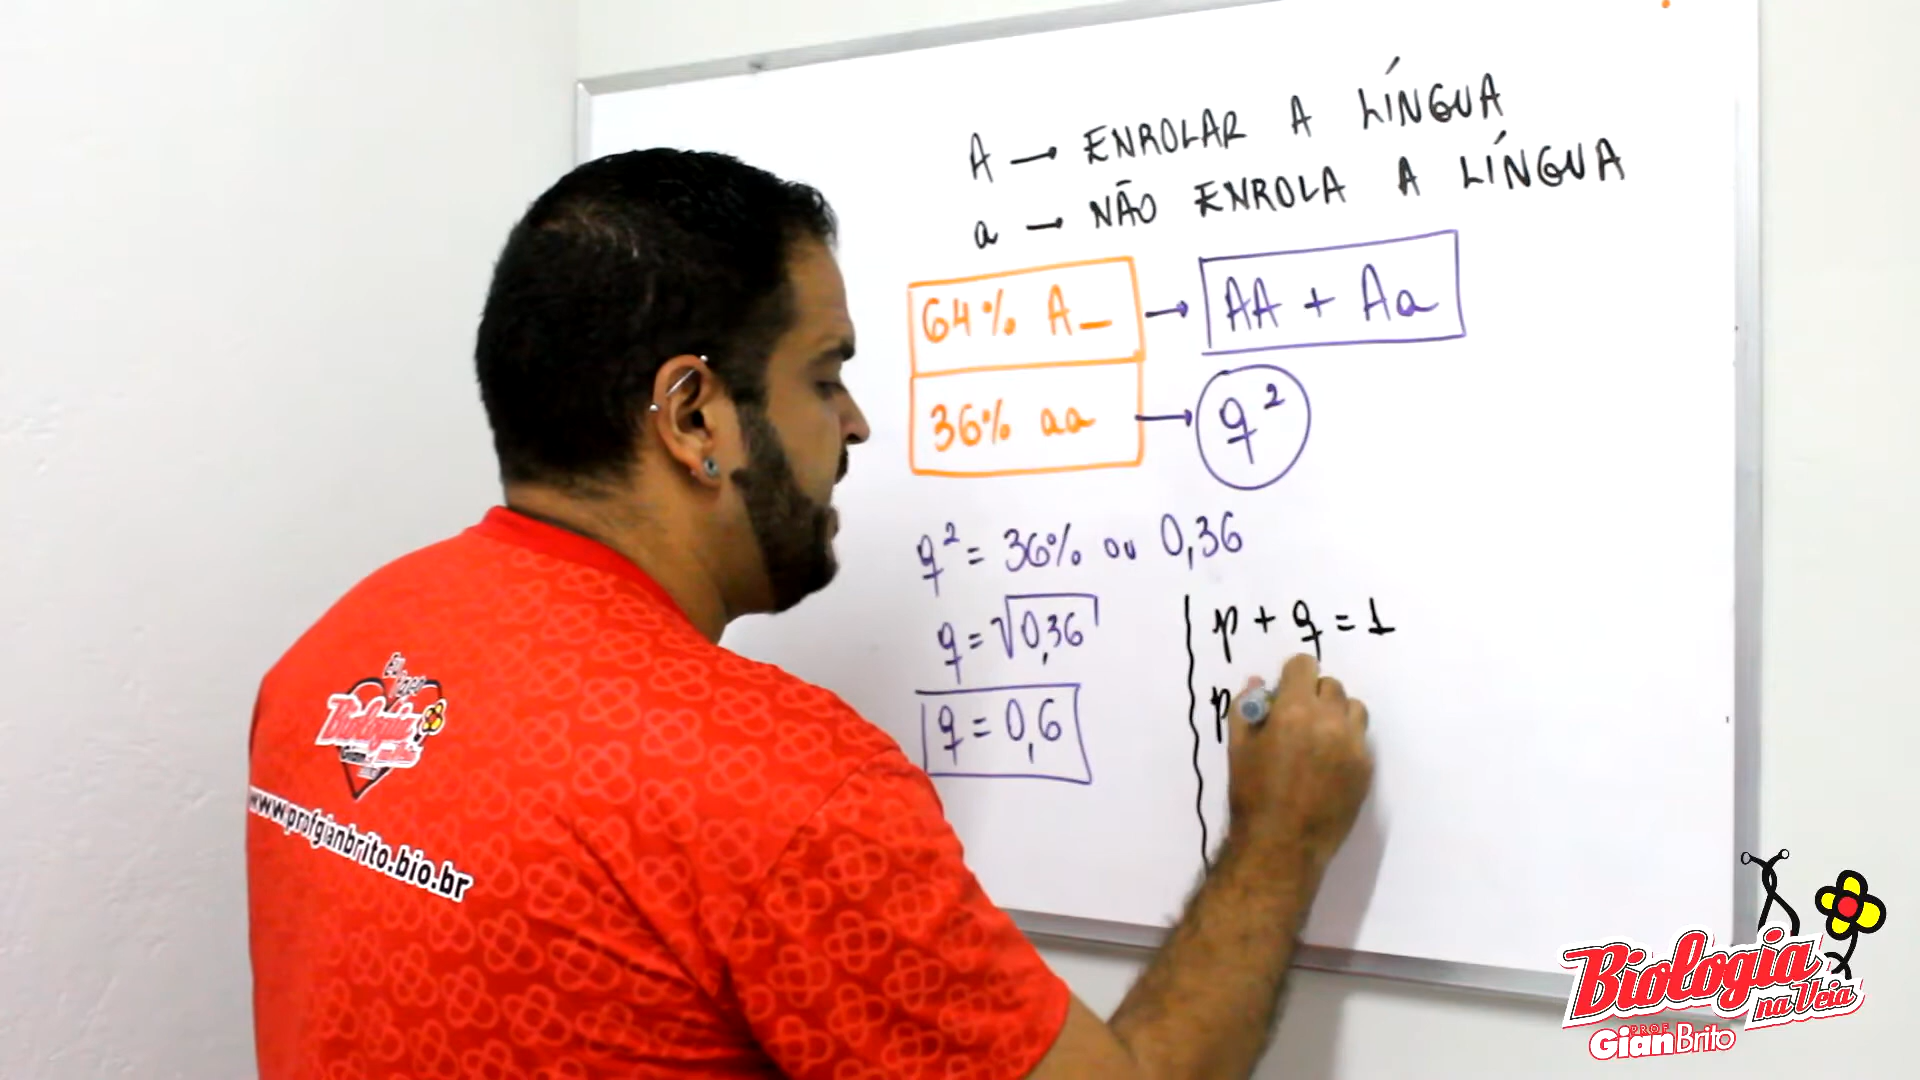 A → ENROLAR A LÍNGUA
a → NÃO ENROLA A LÍNGUA
64% A_ → AA + Aa
36% aa → q²
q² = 36% ou 0,36
q = √0,36
q = 0,6
p + q = 1
p
Biologia
www.profgianbrito.bio.br
Biologia
na Veia
PROF
Gian Brito